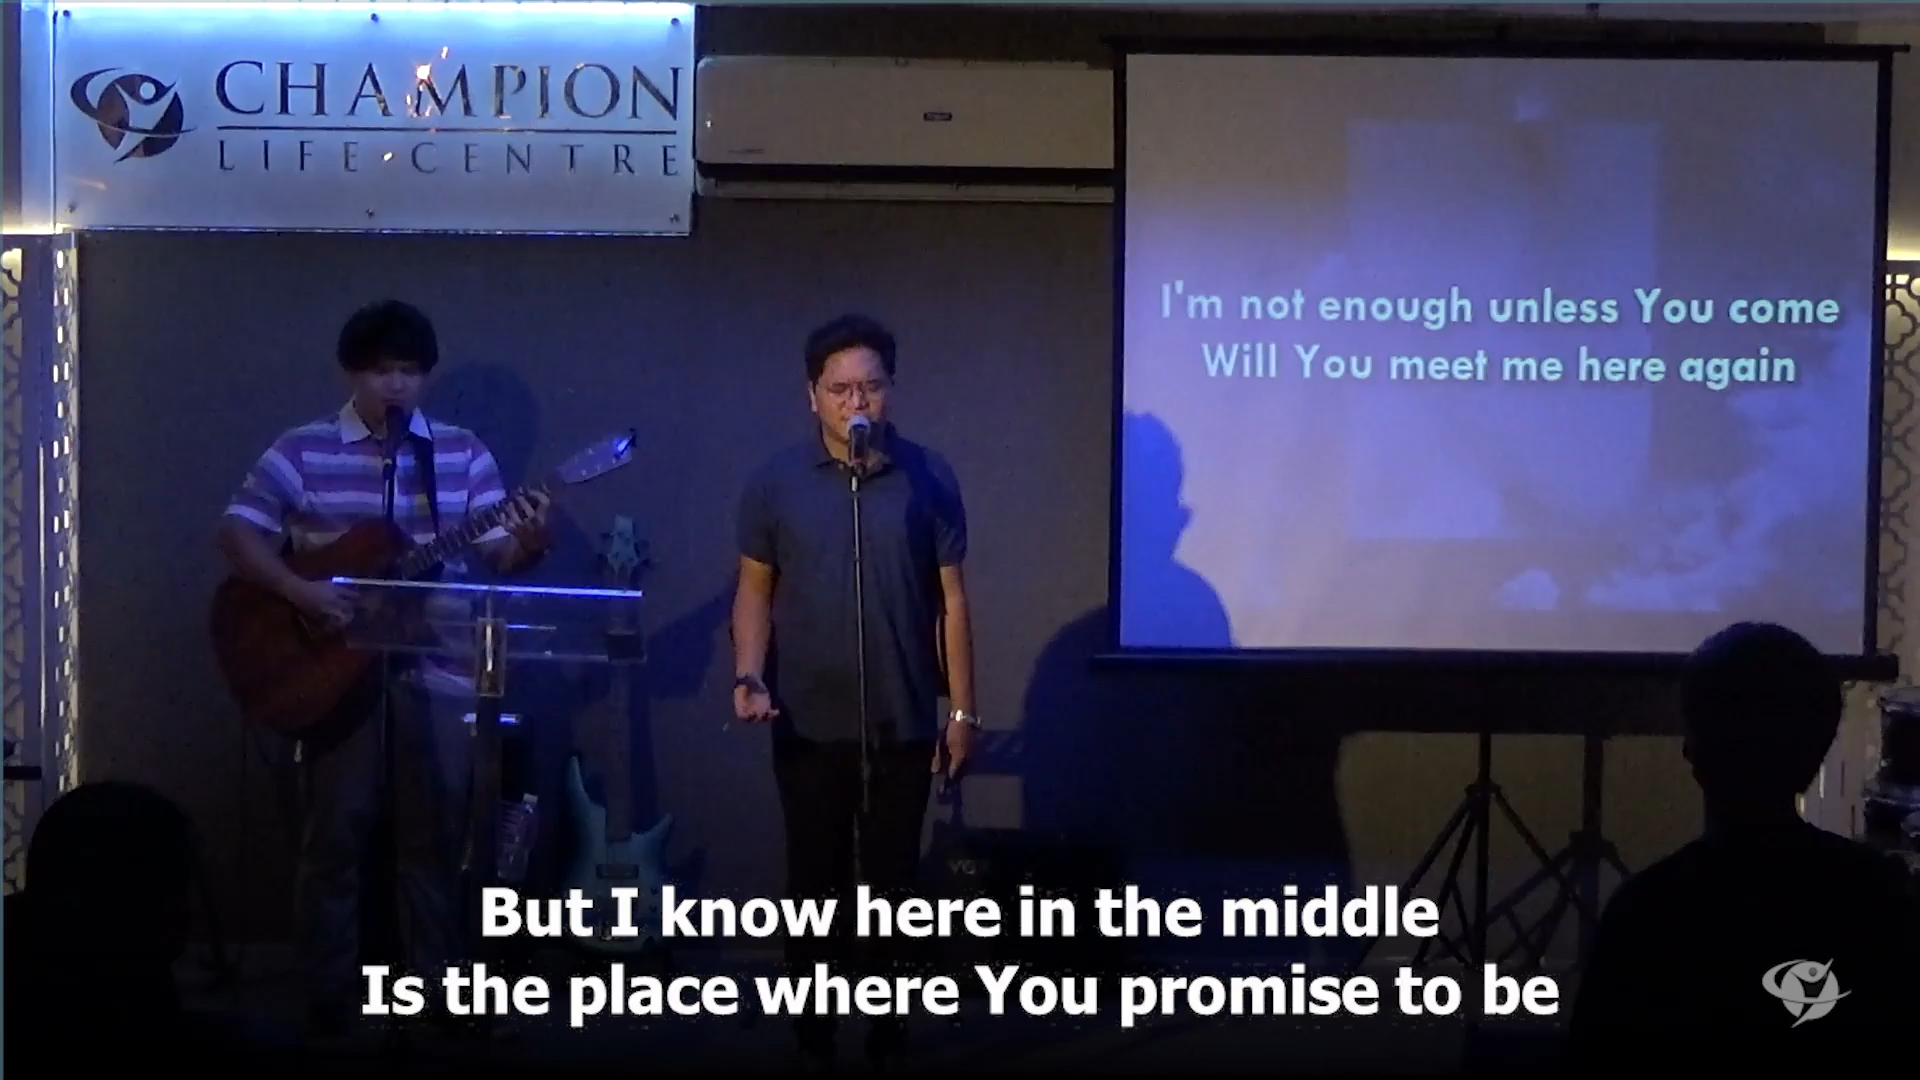 CHAMPION
LIFE CENTRE
I'm not enough unless You come
Will You meet me here again
But I know here in the middle
Is the place where You promise to be